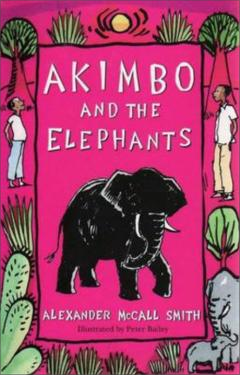 AKIMBO
AND THE
ELEPHANTS
ALEXANDER McCALL SMITH
Illustrated by Peter Bailey